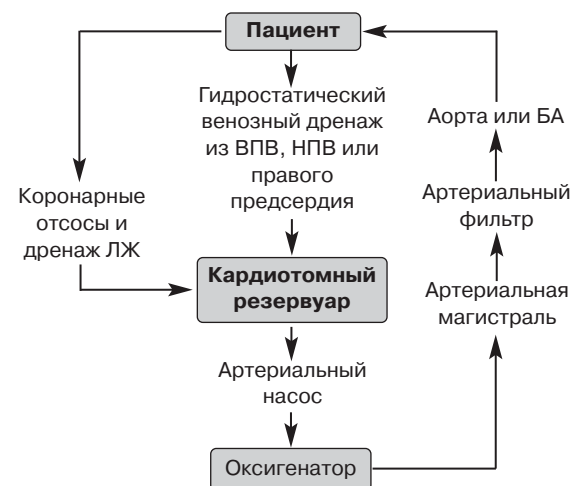 Пациент
Гидростатический
венозный дренаж
из ВПВ, НПВ или
правого
предсердия
Коронарные
отсосы и
дренаж ЛЖ
Кардиотомный
резервуар
Артериальный
насос
Оксигенатор
Артериальная
магистраль
Артериальный
фильтр
Аорта или БА